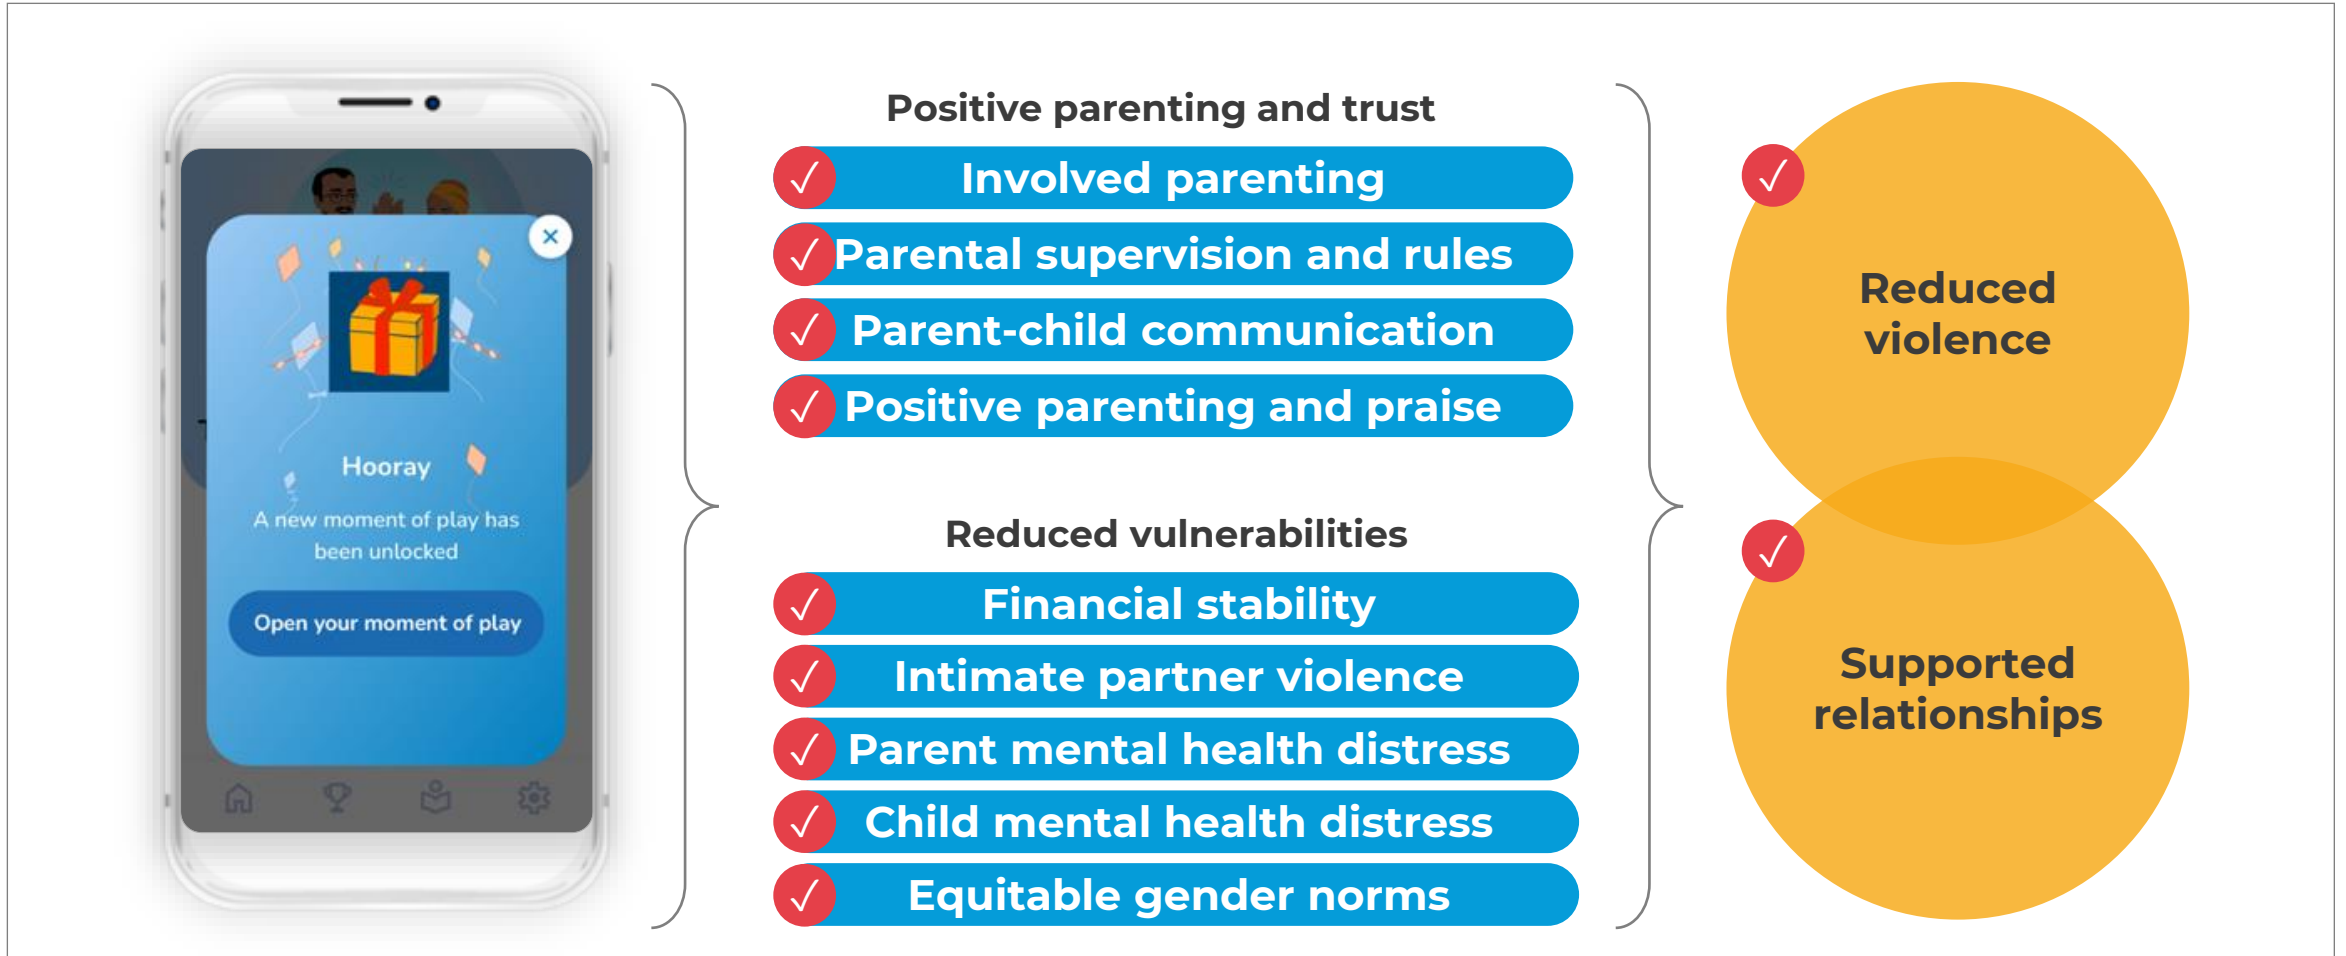 Hooray
A new moment of play has
been unlocked
Open your moment of play
Positive parenting and trust
Involved parenting
Parental supervision and rules
Parent-child communication
Positive parenting and praise
Reduced vulnerabilities
Financial stability
Intimate partner violence
Parent mental health distress
Child mental health distress
Equitable gender norms
Reduced
violence
Supported
relationships